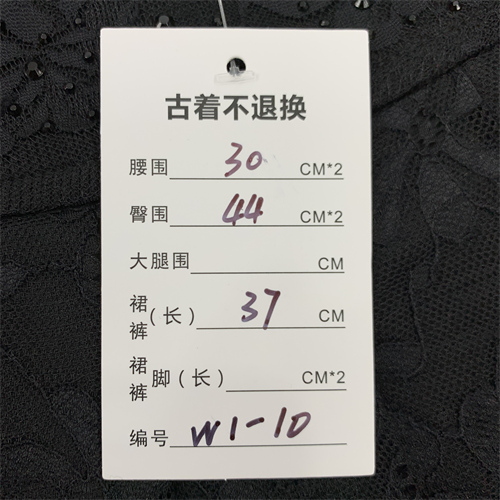 古着不退换
腰围 30 CM*2
臀围 44 CM*2
大腿围 CM
裙裤(长) 37 CM
裙裤脚(长) CM*2
编号 W1-10